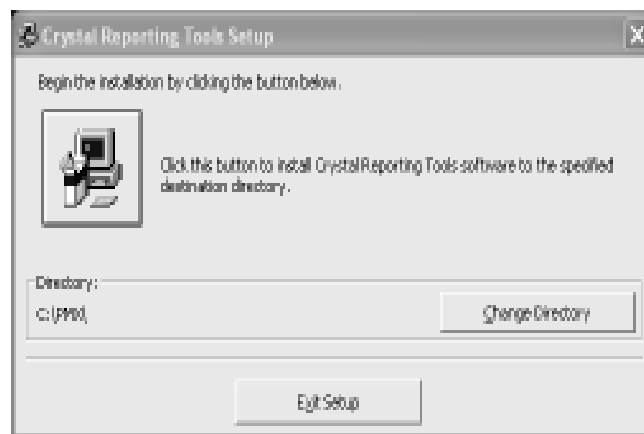 Crystal Reporting Tools Setup
Begin the installation by clicking the button below.
Click this button to install Crystal Reporting Tools software to the specified
destination directory.
Directory:
Change Directory
Exit Setup